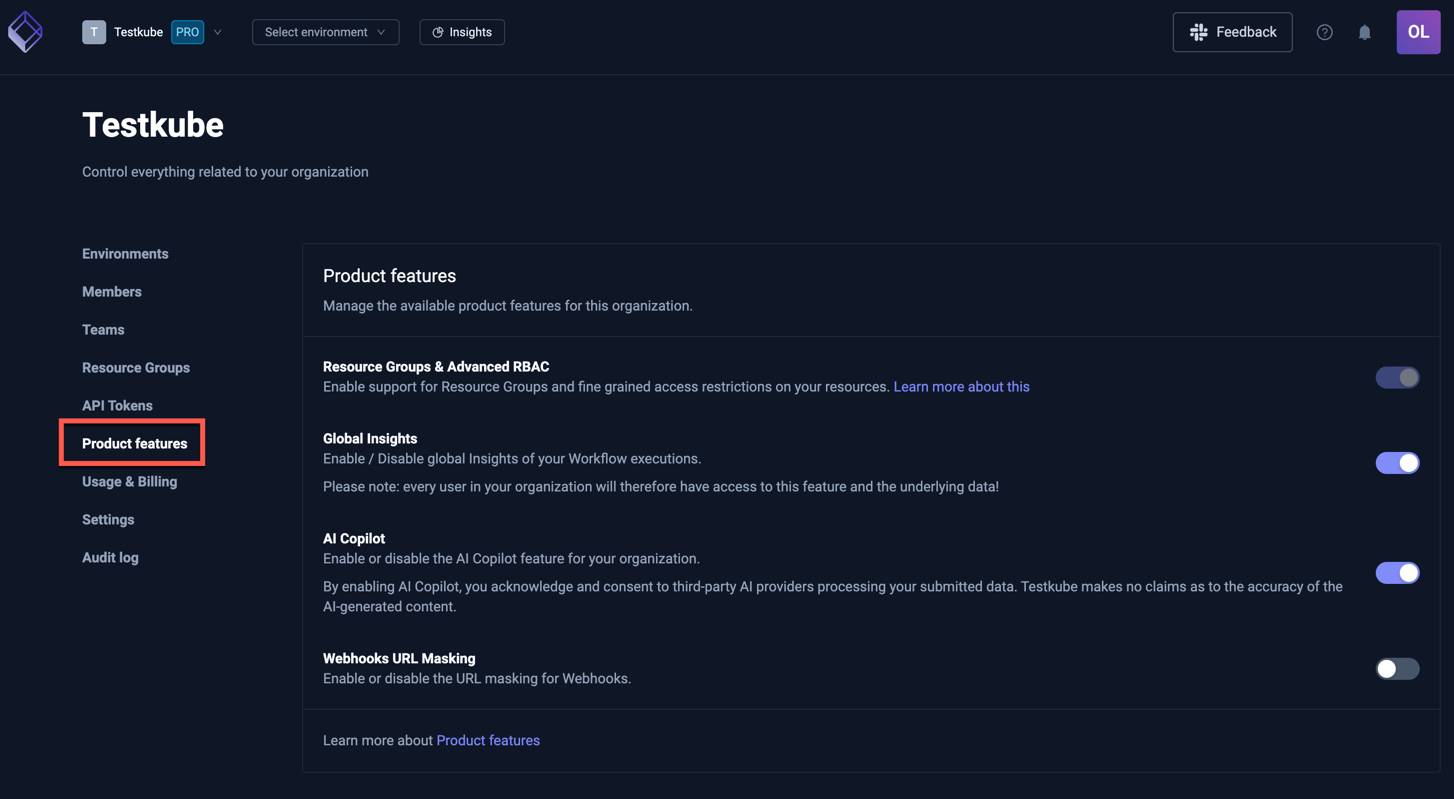 T Testkube PRO Select environment Insights Feedback OL
Testkube
Control everything related to your organization
Environments
Members
Teams
Resource Groups
API Tokens
Product features
Usage & Billing
Settings
Audit log
Product features
Manage the available product features for this organization.
Resource Groups & Advanced RBAC
Enable support for Resource Groups and fine grained access restrictions on your resources. Learn more about this
Global Insights
Enable / Disable global Insights of your Workflow executions.
Please note: every user in your organization will therefore have access to this feature and the underlying data!
AI Copilot
Enable or disable the AI Copilot feature for your organization.
By enabling AI Copilot, you acknowledge and consent to third-party AI providers processing your submitted data. Testkube makes no claims as to the accuracy of the
AI-generated content.
Webhooks URL Masking
Enable or disable the URL masking for Webhooks.
Learn more about Product features